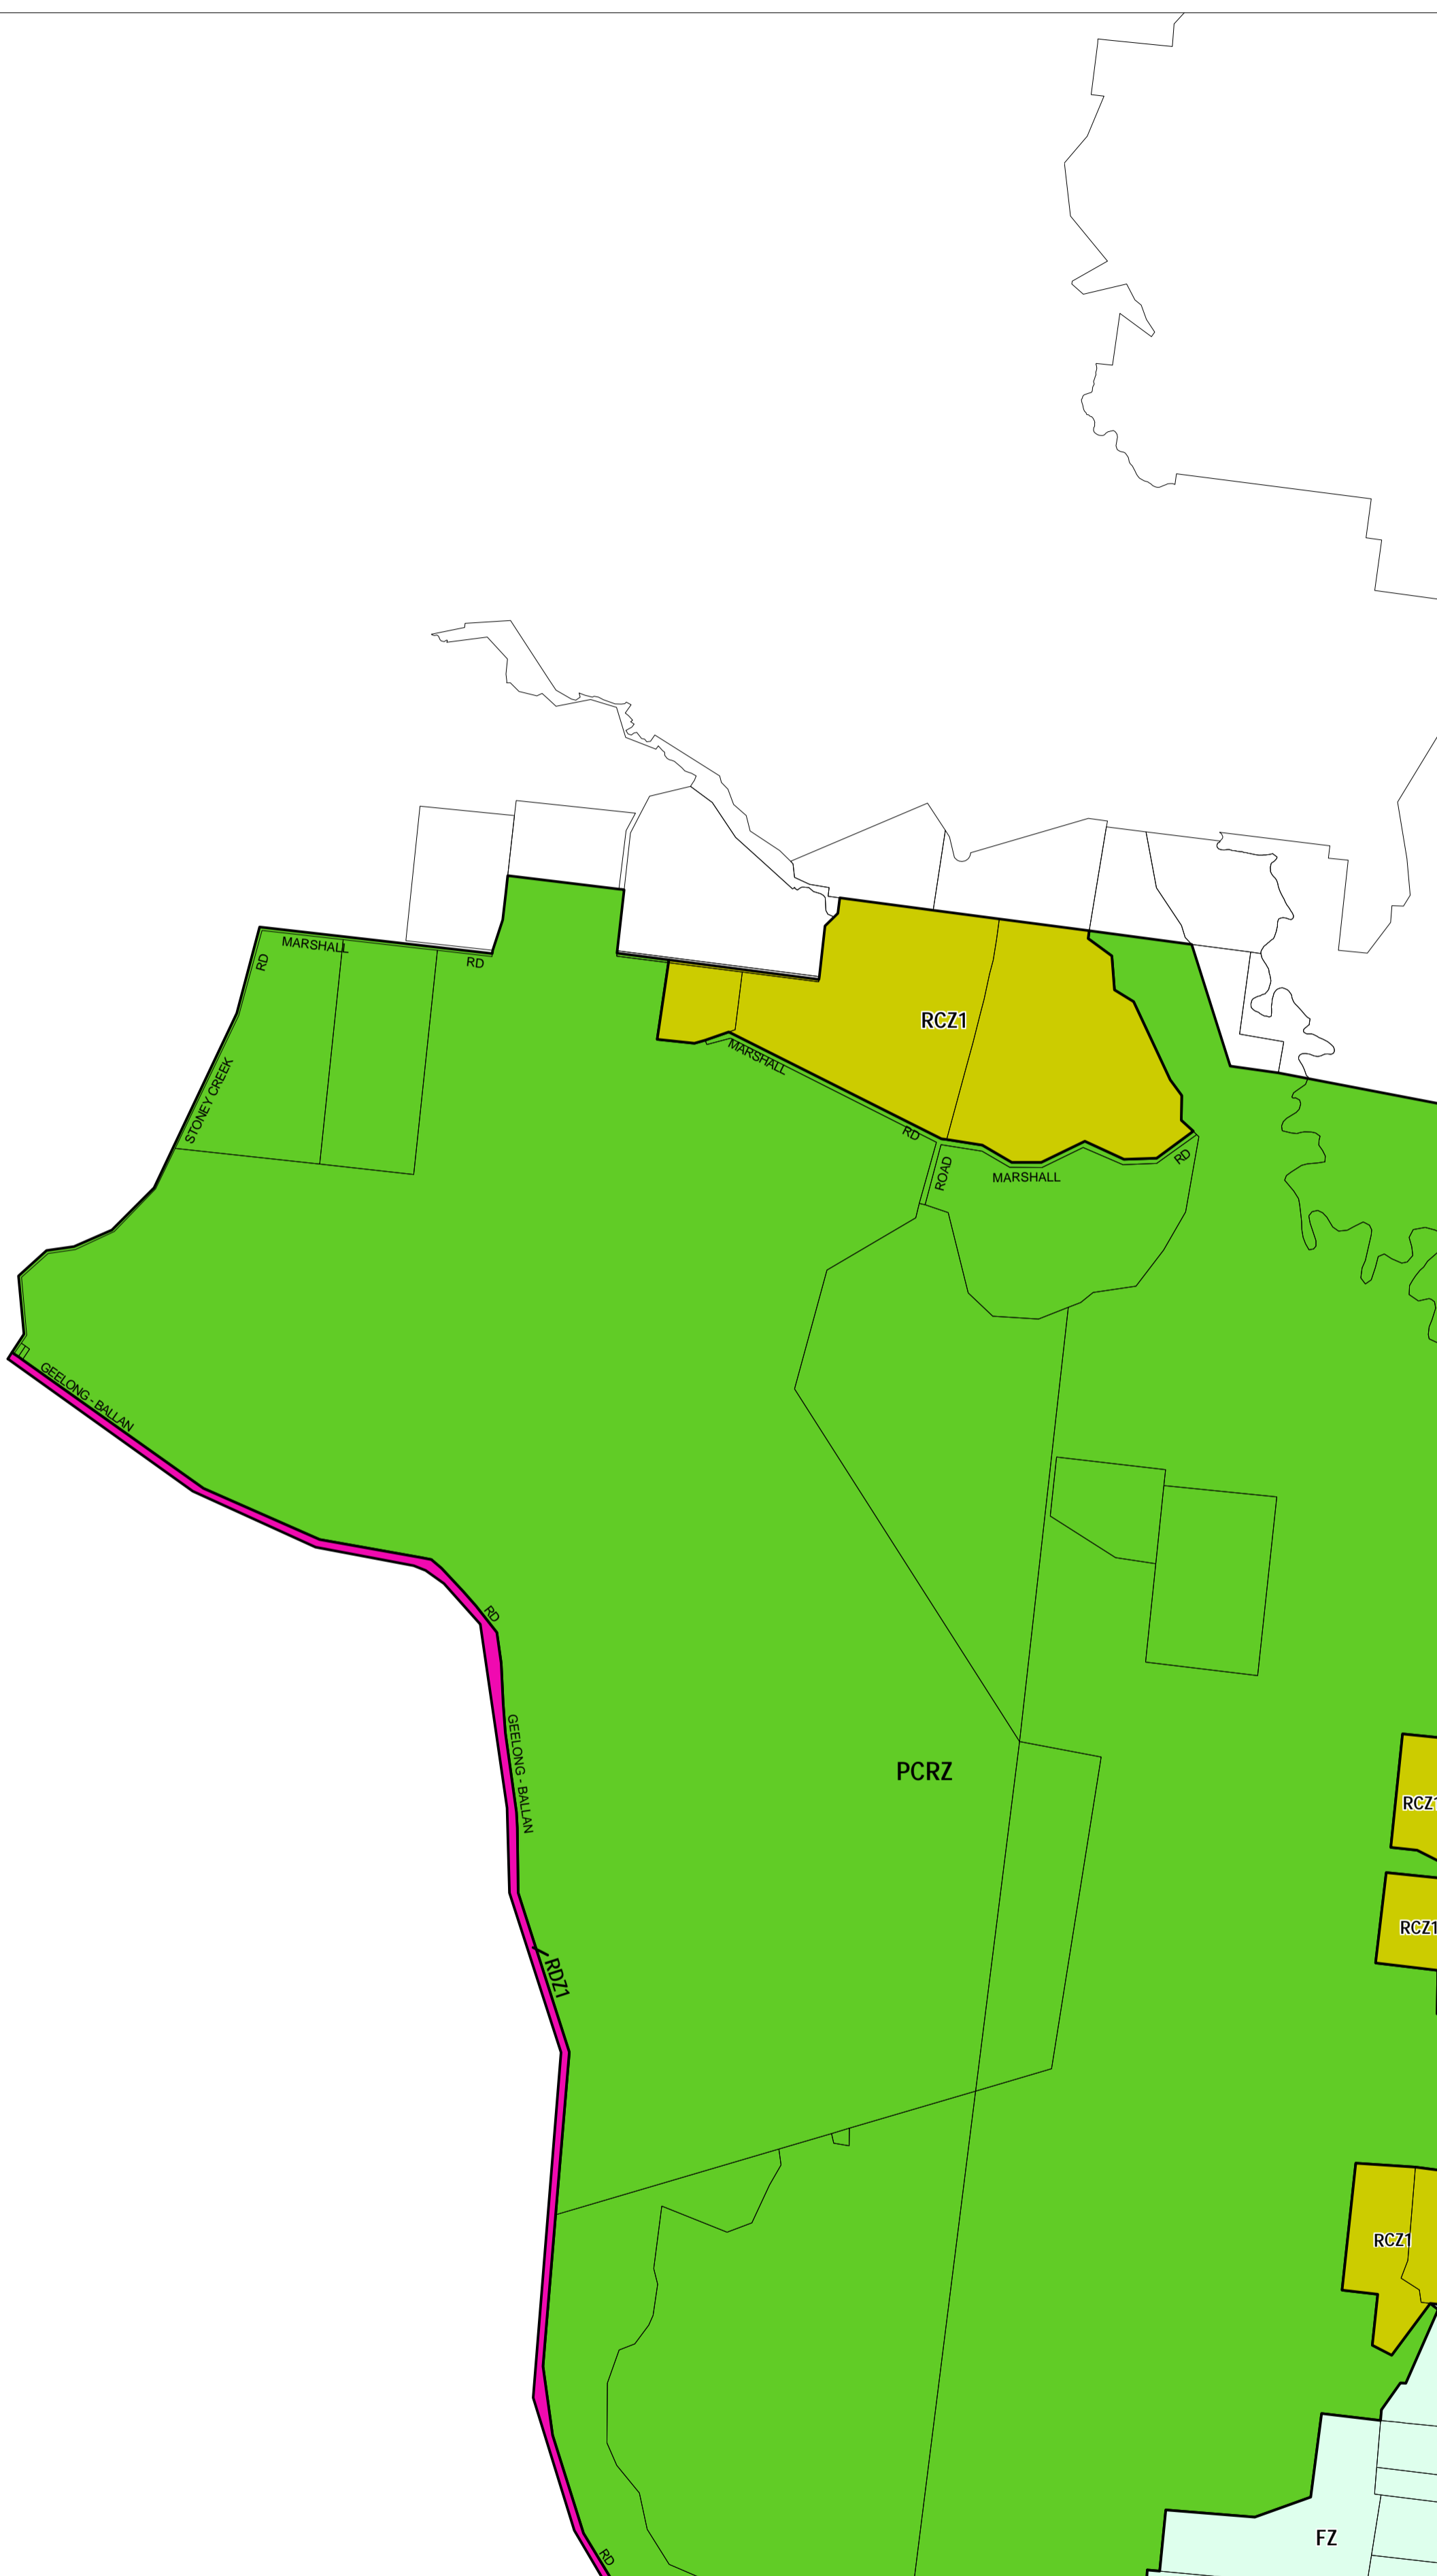 MARSHALL
RD
RD
STONEY CREEK
RCZ1
MARSHALL
RD
ROAD
MARSHALL
RD
GEELONG - BALLAN
RD
GEELONG - BALLAN
PCRZ
RCZ1
RCZ1
RDZ1
RCZ1
FZ
RD